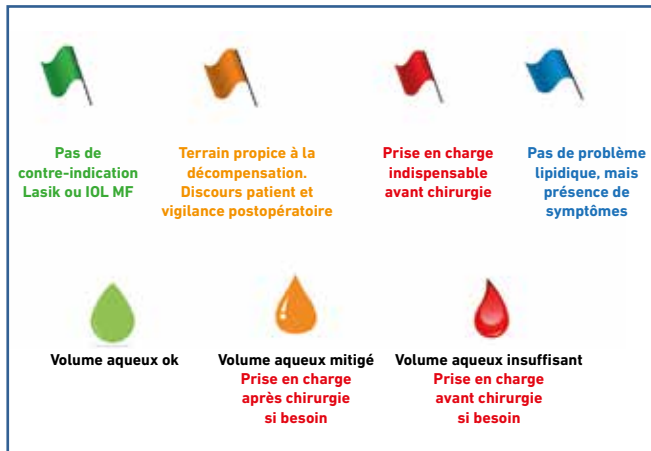 Pas de
contre-indication
Lasik ou IOL MF
Terrain propice à la
décompensation.
Discours patient et
vigilance postopératoire
Prise en charge
indispensable
avant chirurgie
Pas de problème
lipidique, mais
présence de
symptômes
Volume aqueux ok
Volume aqueux mitigé
Prise en charge
après chirurgie
si besoin
Volume aqueux insuffisant
Prise en charge
avant chirurgie
si besoin